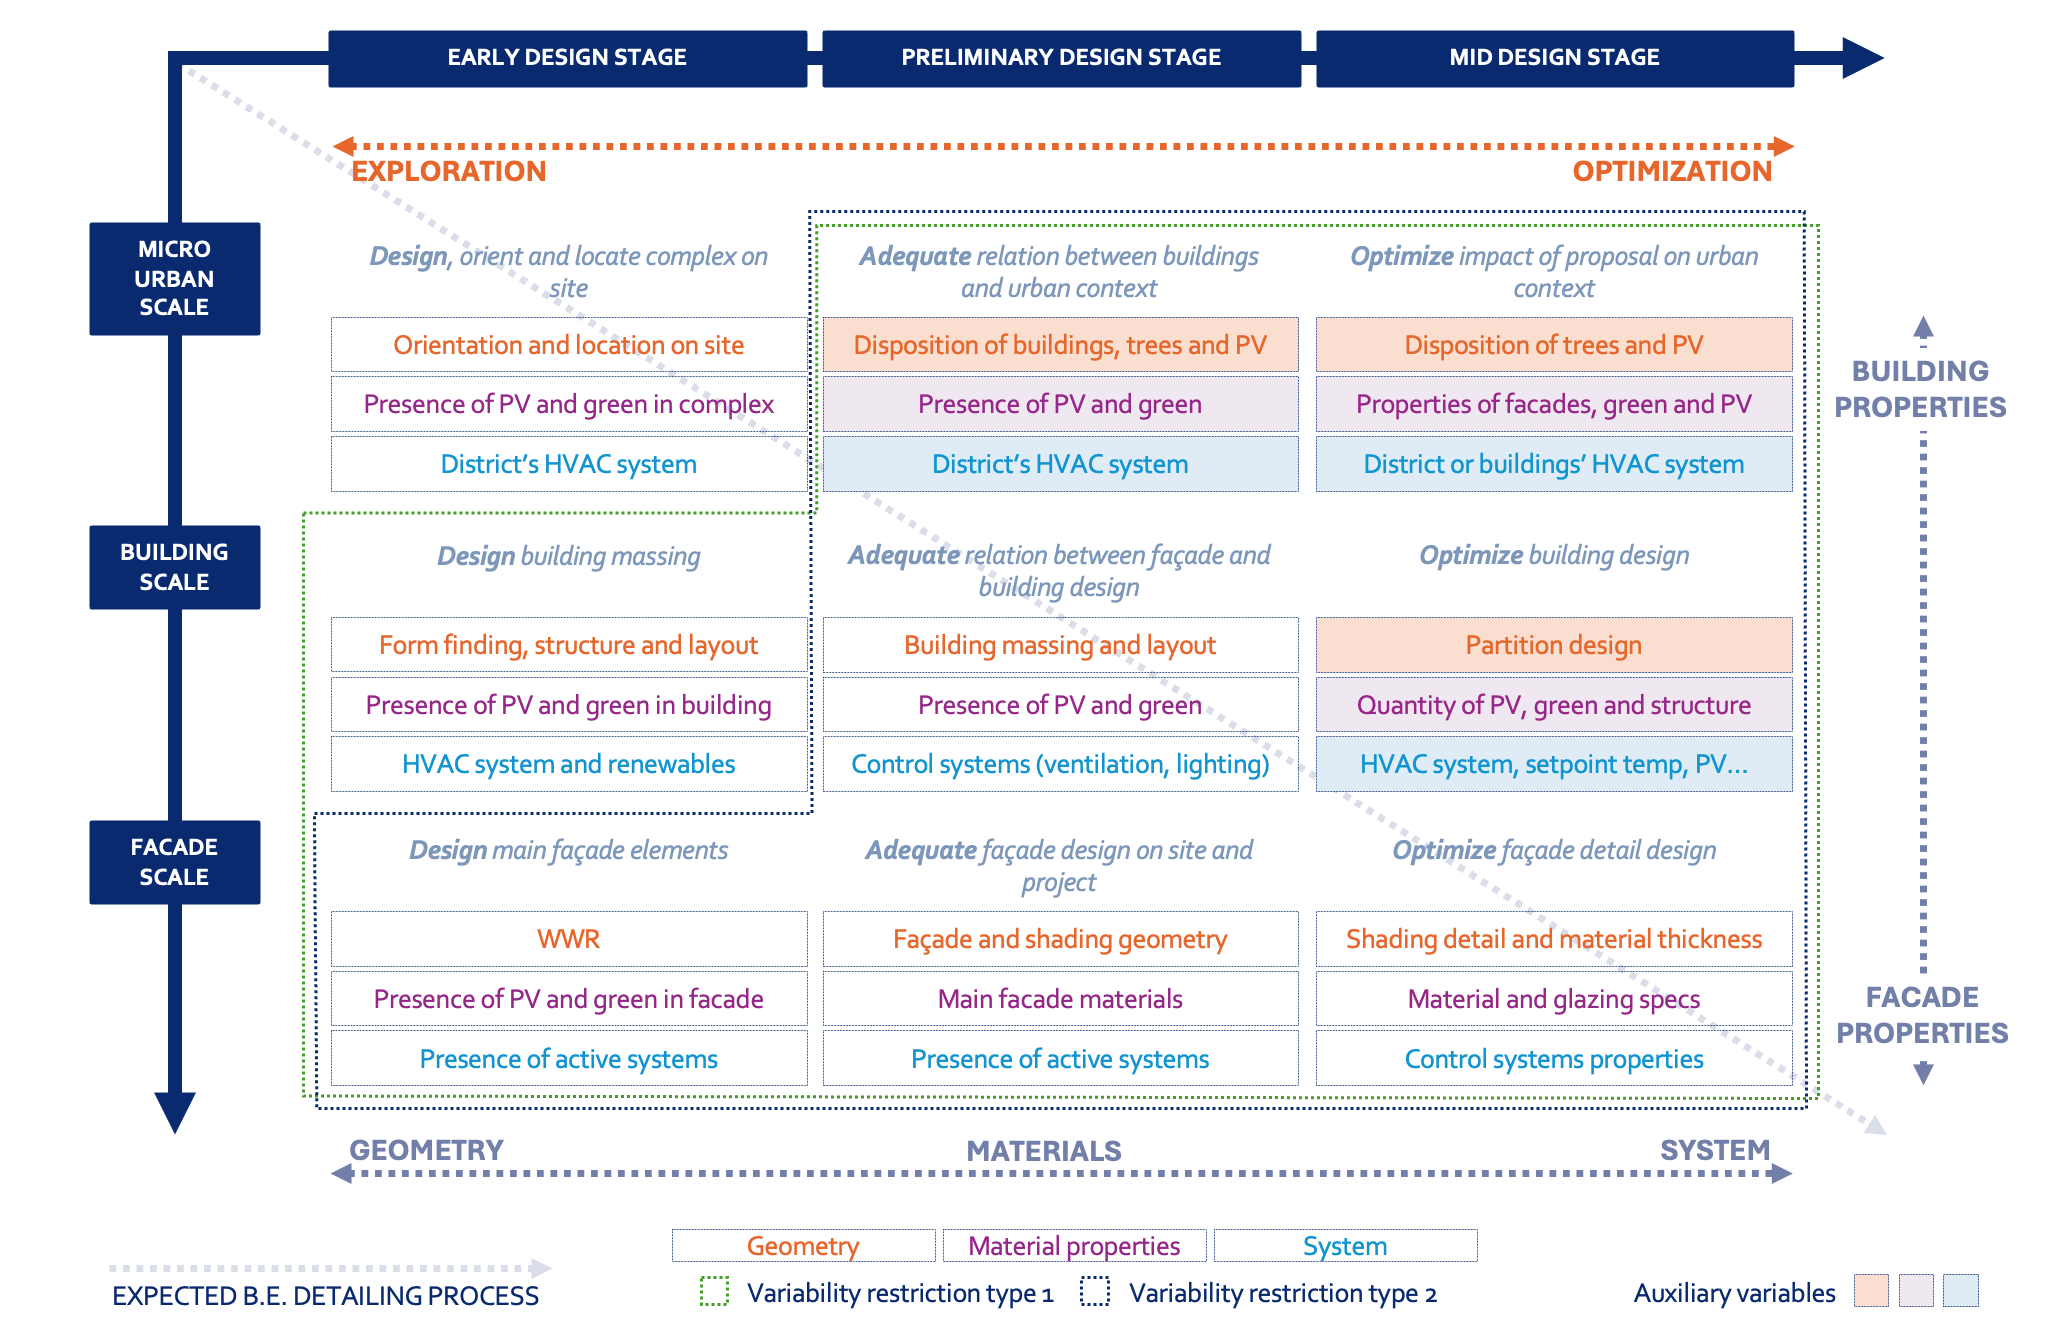 EARLY DESIGN STAGE
PRELIMINARY DESIGN STAGE
MID DESIGN STAGE
EXPLORATION
OPTIMIZATION
MICRO
URBAN
SCALE
Design, orient and locate complex on
site
Adequate relation between buildings
and urban context
Optimize impact of proposal on urban
context
Orientation and location on site
Disposition of buildings, trees and PV
Disposition of trees and PV
Presence of PV and green in complex
Presence of PV and green
Properties of facades, green and PV
District's HVAC system
District's HVAC system
District or buildings' HVAC system
BUILDING
PROPERTIES
BUILDING
SCALE
Design building massing
Adequate relation between façade and
building design
Optimize building design
Form finding, structure and layout
Building massing and layout
Partition design
Presence of PV and green in building
Presence of PV and green
Quantity of PV, green and structure
HVAC system and renewables
Control systems (ventilation, lighting)
HVAC system, setpoint temp, PV...
FACADE
SCALE
Design main façade elements
Adequate façade design on site and
project
Optimize façade detail design
WWR
Façade and shading geometry
Shading detail and material thickness
Presence of PV and green in facade
Main facade materials
Material and glazing specs
Presence of active systems
Presence of active systems
Control systems properties
FACADE
PROPERTIES
GEOMETRY
MATERIALS
SYSTEM
Geometry
Material properties
System
EXPECTED B.E. DETAILING PROCESS
Variability restriction type 1
Variability restriction type 2
Auxiliary variables